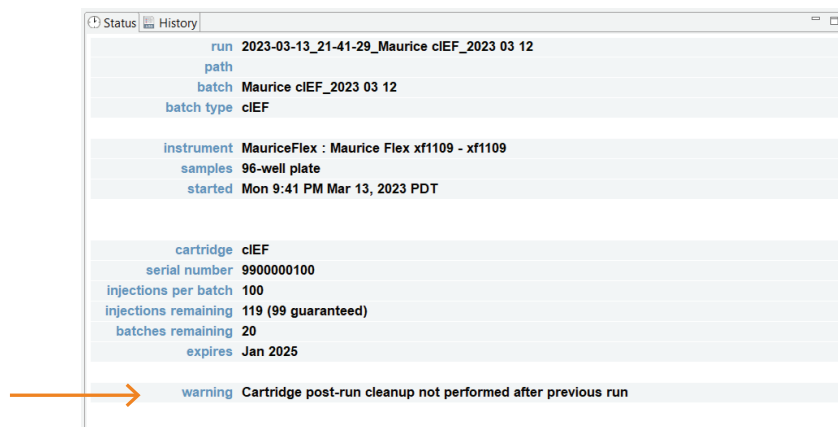 Status History
run 2023-03-13_21-41-29_Maurice cIEF_2023 03 12
path
batch Maurice cIEF_2023 03 12
batch type cIEF
instrument MauriceFlex : Maurice Flex xf1109 - xf1109
samples 96-well plate
started Mon 9:41 PM Mar 13, 2023 PDT
cartridge cIEF
serial number 9900000100
injections per batch 100
injections remaining 119 (99 guaranteed)
batches remaining 20
expires Jan 2025
warning Cartridge post-run cleanup not performed after previous run